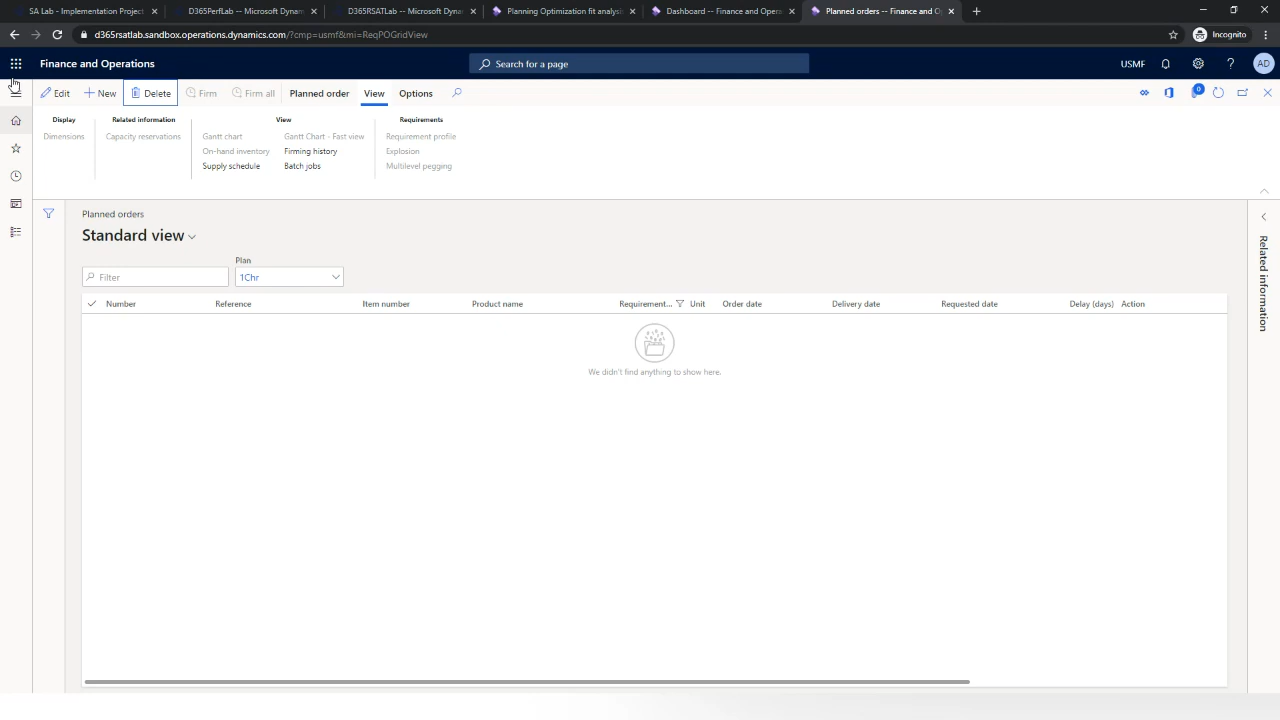 SA Lab - Implementation Project
D365PerfLab -- Microsoft Dynam
D365RSATLab -- Microsoft Dyna
Planning Optimization fit analysis
Dashboard -- Finance and Opera
Planned orders -- Finance and Op
d365rsatlab.sandbox.operations.dynamics.com/?cmp=usmf&mi=ReqPOGridView
Incognito
Finance and Operations
Search for a page
USMF
?
AD
Edit
New
Delete
Firm
Firm all
Planned order
View
Options
0
Display
Related information
View
Requirements
Dimensions
Capacity reservations
Gantt chart
Gantt Chart - Fast view
Requirement profile
On-hand inventory
Firming history
Explosion
Supply schedule
Batch jobs
Multilevel pegging
Planned orders
Standard view
Plan
Filter
1Chr
Related information
Number
Reference
Item number
Product name
Requirement...
Unit
Order date
Delivery date
Requested date
Delay (days)
Action
We didn't find anything to show here.